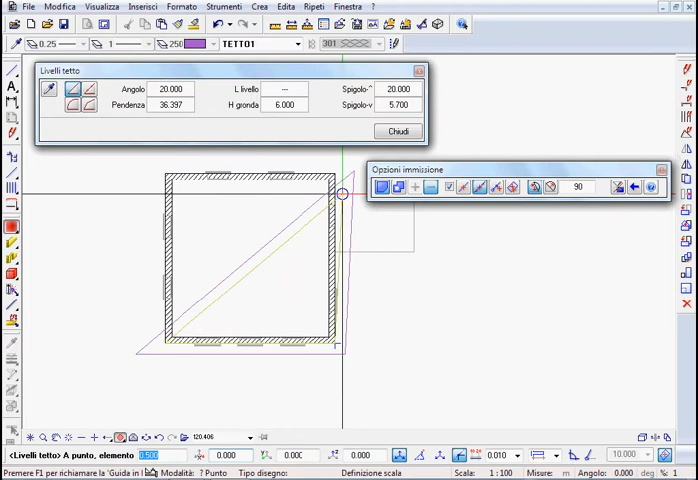 File Modifica Visualizza Inserisci Formato Strumenti Crea Edita Ripeti Finestra ?
0.25 1 250 TETTO1 301
Livelli tetto
Angolo 20.000 L livello --- Spigolo-^ 20.000
Pendenza 36.397 H gronda 6.000 Spigolo-v 5.700
Chiudi
Opzioni immissione
90
120.406
<Livelli tetto> A punto, elemento 0.500 0.000 0.000 0.000 0.010 10.000
Premere F1 per richiamare la 'Guida in l Modalità: ? Punto Tipo disegno: Definizione scala: Scala: 1 : 100 Misure: m Angolo: 0.000 % 1